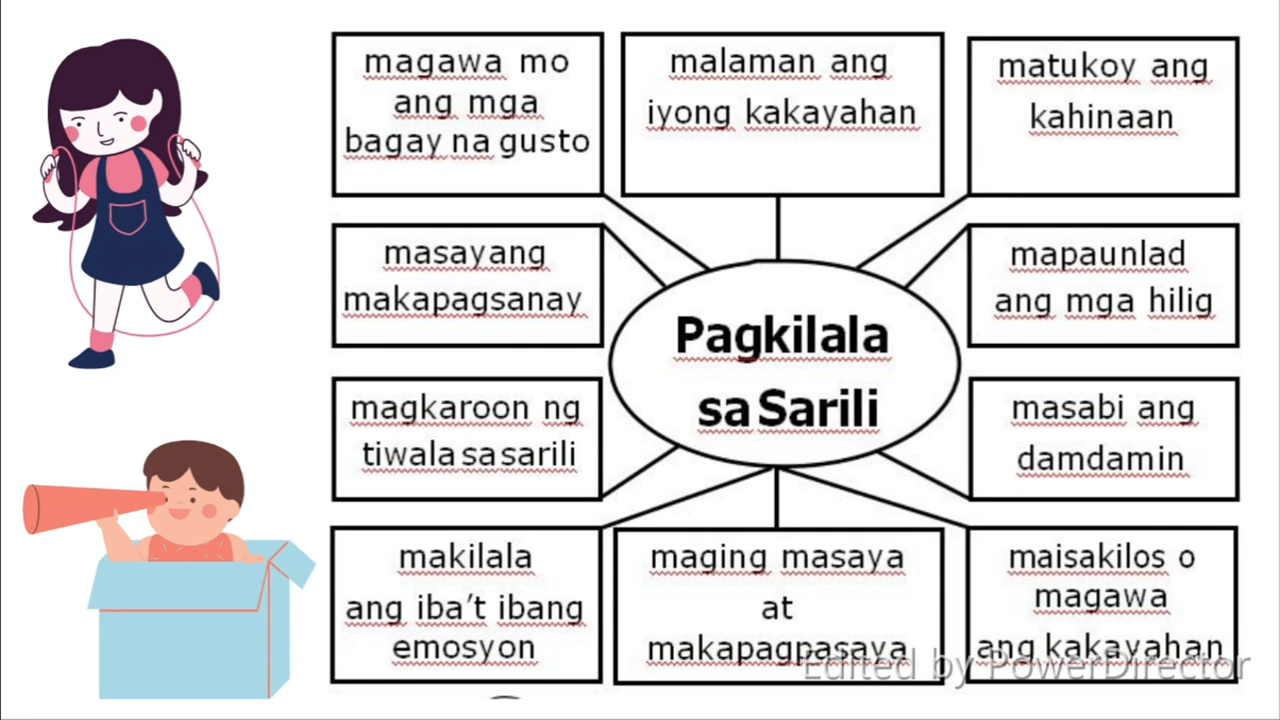 magawa mo
ang mga
bagay na gusto
malaman ang
iyong kakayahan
matukoy ang
kahinaan
masayang
makapagsanay
mapaunlad
ang mga hilig
Pagkilala
sa Sarili
magkaroon ng
tiwala sa sarili
masabi ang
damdamin
makilala
ang iba't ibang
emosyon
maging masaya
at
makapagpasaya
maisakilos o
magawa
ang kakayahan
Edited by PowerDirector